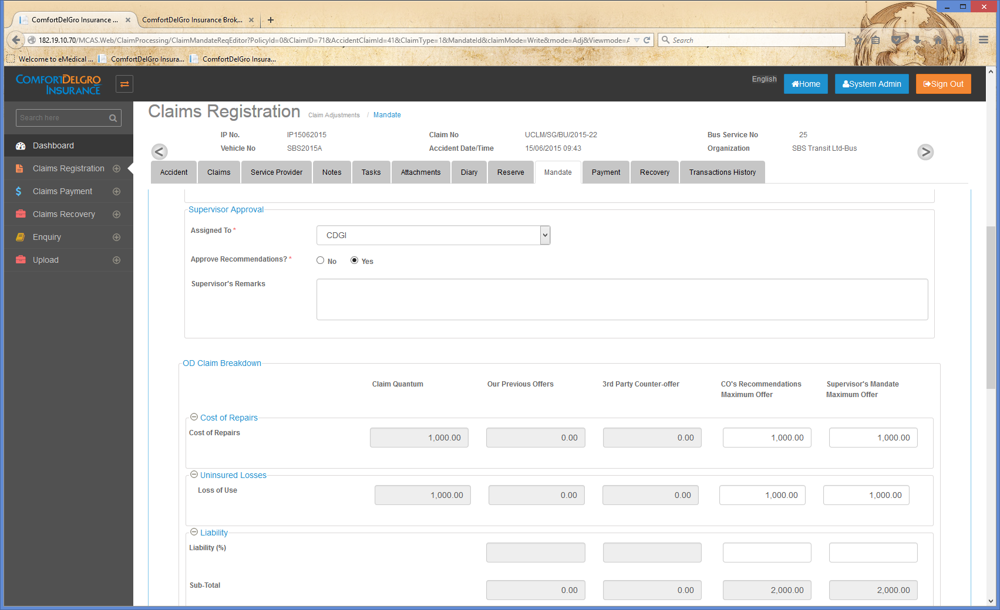 ComfortDelGro Insurance ...
ComfortDelGro Insurance Brok...
182.19.10.70/MCAS.Web/ClaimProcessing/ClaimMandateReqEditor?PolicyId=0&ClaimID=71&AccidentClaimId=41&ClaimType=1&MandateId&claimMode=Write&mode=Adj&Viewmode=A
Search
Welcome to eMedical ...
ComfortDelGro Insura...
ComfortDelGro Insura...
COMFORTDELGRO
INSURANCE
English
Home
System Admin
Sign Out
Search here
Dashboard
Claims Registration
Claims Payment
Claims Recovery
Enquiry
Upload
Claims Registration Claim Adjustments / Mandate
IP No. IP15062015 Claim No UCLM/SG/BU/2015-22 Bus Service No 25
Vehicle No SBS2015A Accident Date/Time 15/06/2015 09:43 Organization SBS Transit Ltd-Bus
< >
Accident Claims Service Provider Notes Tasks Attachments Diary Reserve Mandate Payment Recovery Transactions History
Supervisor Approval
Assigned To * CDGI
Approve Recommendations? * No Yes
Supervisor's Remarks
OD Claim Breakdown
Claim Quantum Our Previous Offers 3rd Party Counter-offer CO's Recommendations Maximum Offer Supervisor's Mandate Maximum Offer
Cost of Repairs
Cost of Repairs 1,000.00 0.00 0.00 1,000.00 1,000.00
Uninsured Losses
Loss of Use 1,000.00 0.00 0.00 1,000.00 1,000.00
Liability
Liability (%)
Sub-Total 0.00 0.00 2,000.00 2,000.00